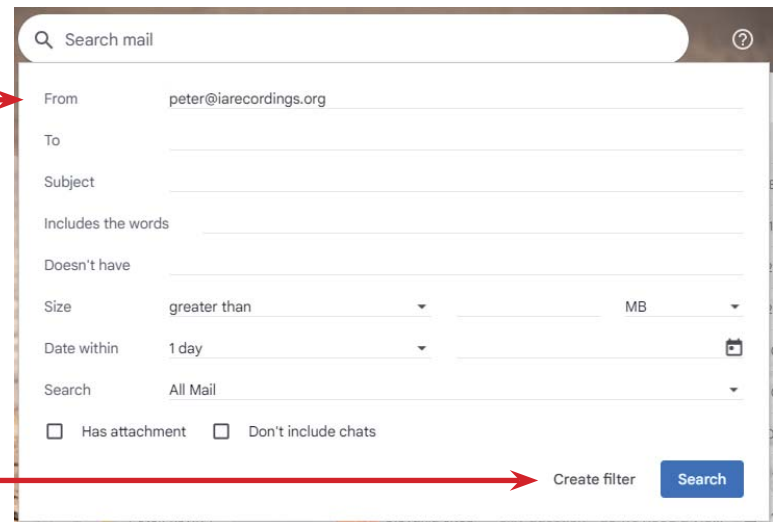 Search mail
From peter@iarecordings.org
To
Subject
Includes the words
Doesn't have
Size greater than MB
Date within 1 day
Search All Mail
Has attachment Don't include chats
Create filter Search